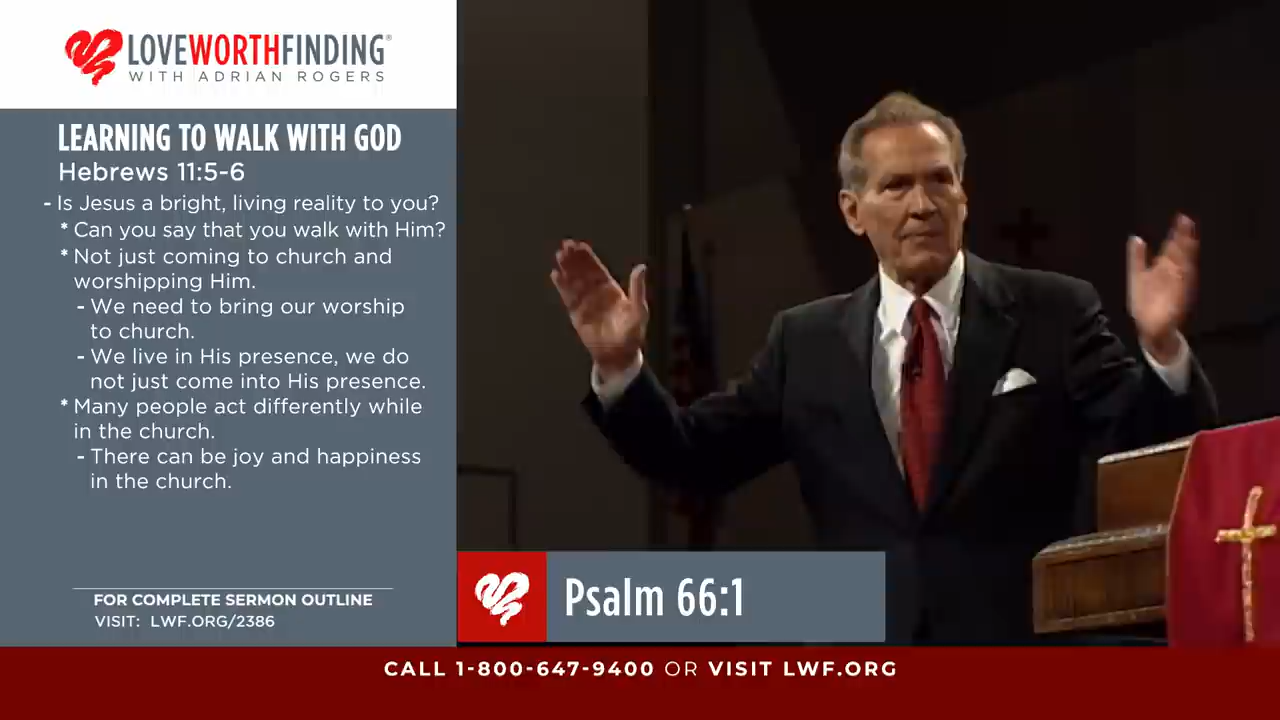 LOVEWORTHFINDING®
WITH ADRIAN ROGERS
LEARNING TO WALK WITH GOD
Hebrews 11:5-6
- Is Jesus a bright, living reality to you?
* Can you say that you walk with Him?
* Not just coming to church and
worshipping Him.
- We need to bring our worship
to church.
- We live in His presence, we do
not just come into His presence.
* Many people act differently while
in the church.
- There can be joy and happiness
in the church.
FOR COMPLETE SERMON OUTLINE
VISIT: LWF.ORG/2386
Psalm 66:1
CALL 1-800-647-9400 OR VISIT LWF.ORG